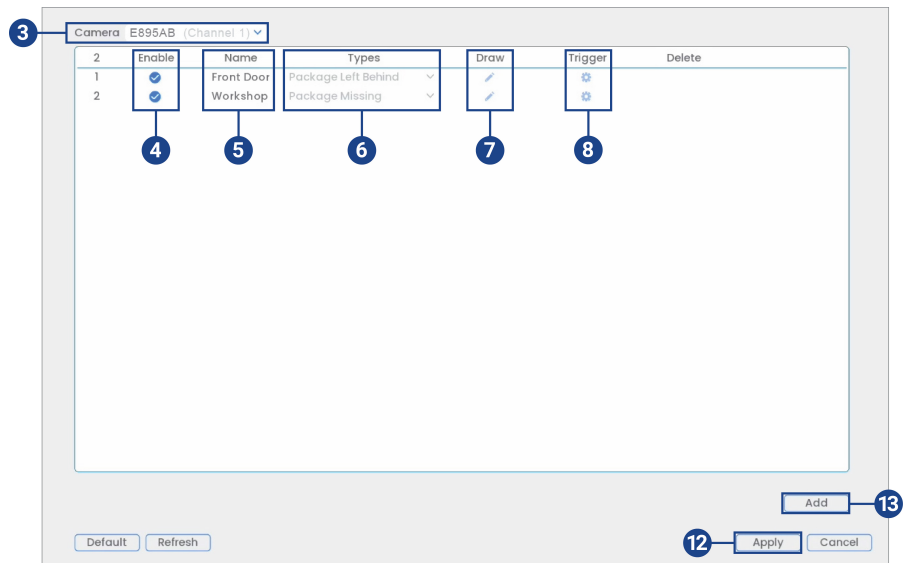 3 Camera E895AB (Channel 1)
2 Enable Name Types Draw Trigger Delete
1 Front Door Package Left Behind
2 Workshop Package Missing
4 5 6 7 8
Add 13
Default Refresh 12 Apply Cancel